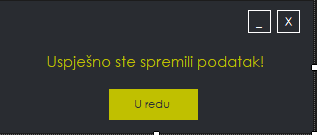 _ X
Uspješno ste spremili podatak!
U redu